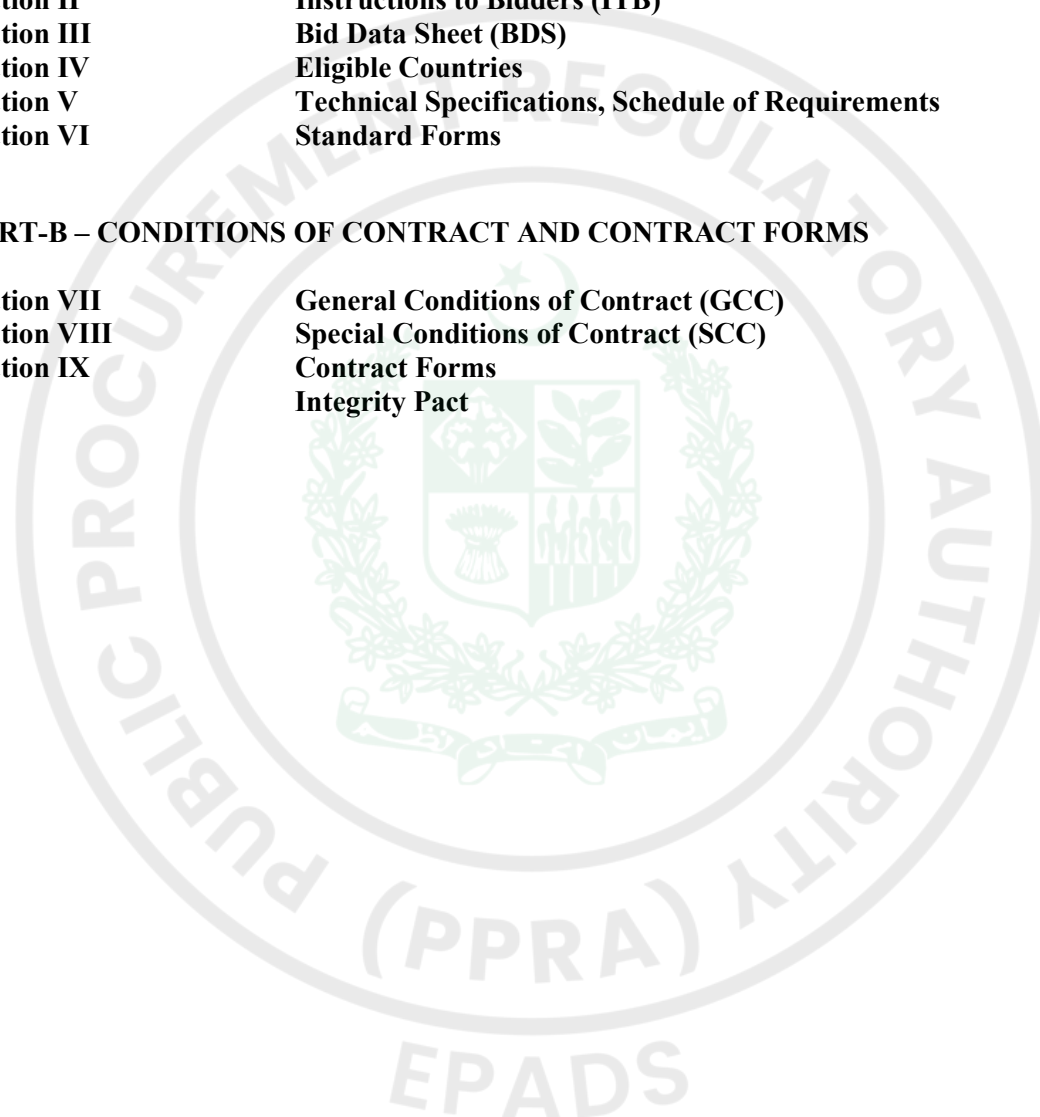 tion II Instructions to Bidders (ITB)
tion III Bid Data Sheet (BDS)
tion IV Eligible Countries
tion V Technical Specifications, Schedule of Requirements
tion VI Standard Forms
RT-B – CONDITIONS OF CONTRACT AND CONTRACT FORMS
tion VII General Conditions of Contract (GCC)
tion VIII Special Conditions of Contract (SCC)
tion IX Contract Forms
Integrity Pact
PUBLIC PROCUREMENT REGULATORY AUTHORITY
(PPRA)
EPADS